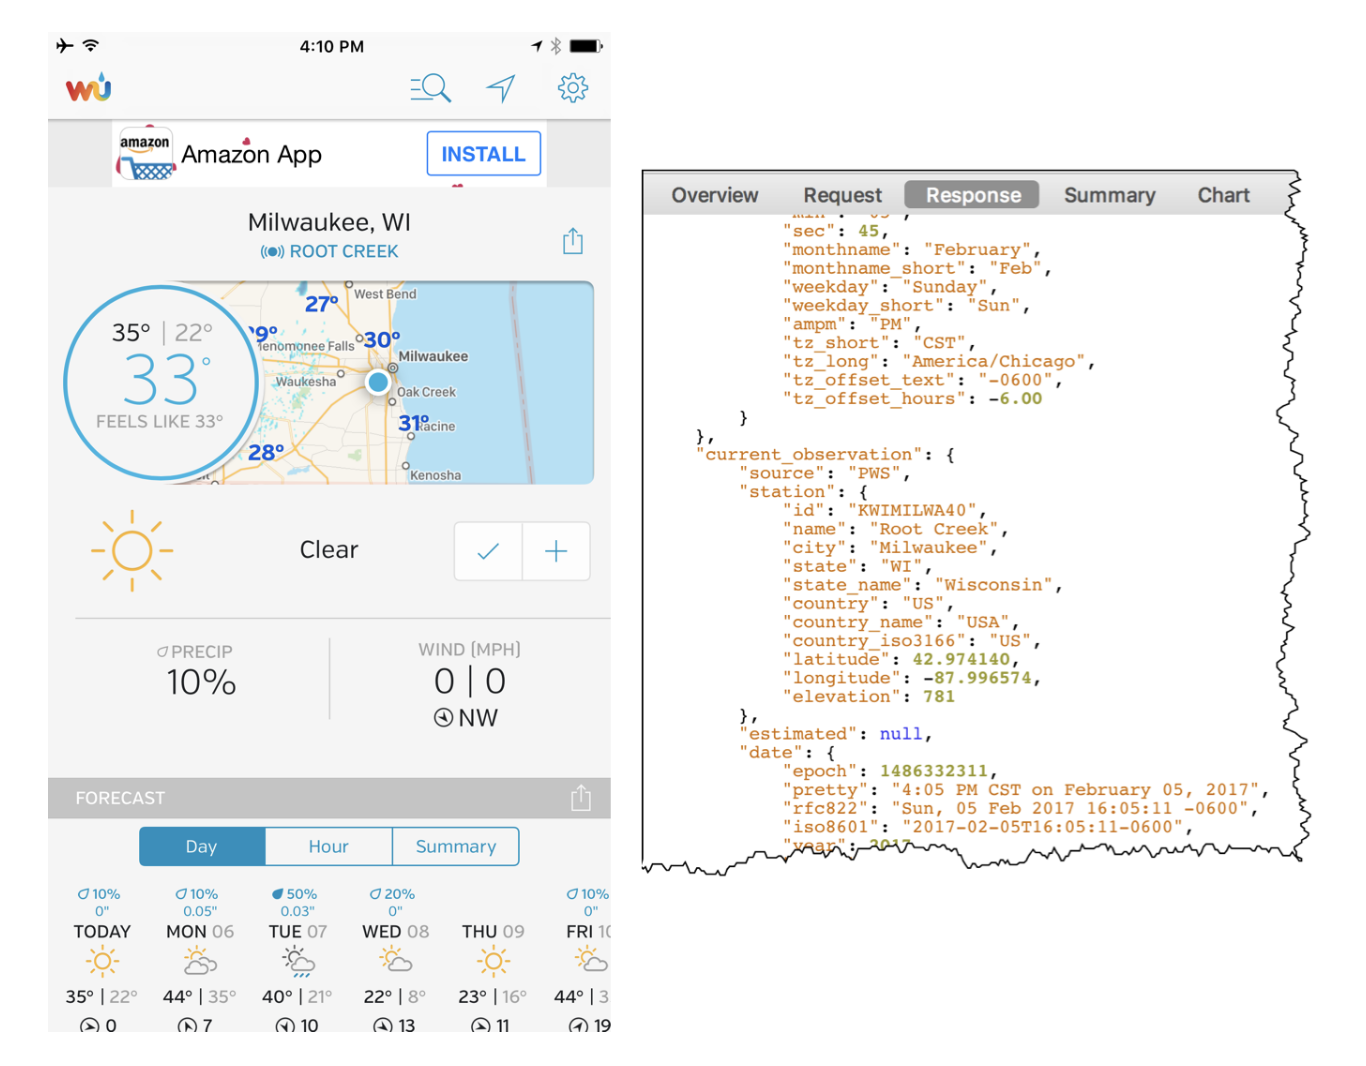 4:10 PM
wu
amazon
Amazon App
INSTALL
Milwaukee, WI
ROOT CREEK
35° | 22°
33°
FEELS LIKE 33°
27°
West Bend
9°
Menomonee Falls
30°
Milwaukee
Waukesha
Oak Creek
31°
Racine
28°
Kenosha
Clear
PRECIP
10%
WIND (MPH)
0 | 0
NW
FORECAST
Day Hour Summary
10% 10% 50% 20% 10%
0" 0.05" 0.03" 0" 0"
TODAY MON 06 TUE 07 WED 08 THU 09 FRI 10
35° | 22° 44° | 35° 40° | 21° 22° | 8° 23° | 16° 44° | 3
0 7 10 13 11 19
Overview Request Response Summary Chart
"min": "05",
"sec": 45,
"monthname": "February",
"monthname_short": "Feb",
"weekday": "Sunday",
"weekday_short": "Sun",
"ampm": "PM",
"tz_short": "CST",
"tz_long": "America/Chicago",
"tz_offset_text": "-0600",
"tz_offset_hours": -6.00
}
},
"current_observation": {
"source": "PWS",
"station": {
"id": "KWIMILWA40",
"name": "Root Creek",
"city": "Milwaukee",
"state": "WI",
"state_name": "Wisconsin",
"country": "US",
"country_name": "USA",
"country_iso3166": "US",
"latitude": 42.974140,
"longitude": -87.996574,
"elevation": 781
},
"estimated": null,
"date": {
"epoch": 1486332311,
"pretty": "4:05 PM CST on February 05, 2017",
"rfc822": "Sun, 05 Feb 2017 16:05:11 -0600",
"iso8601": "2017-02-05T16:05:11-0600",
"year": 2017